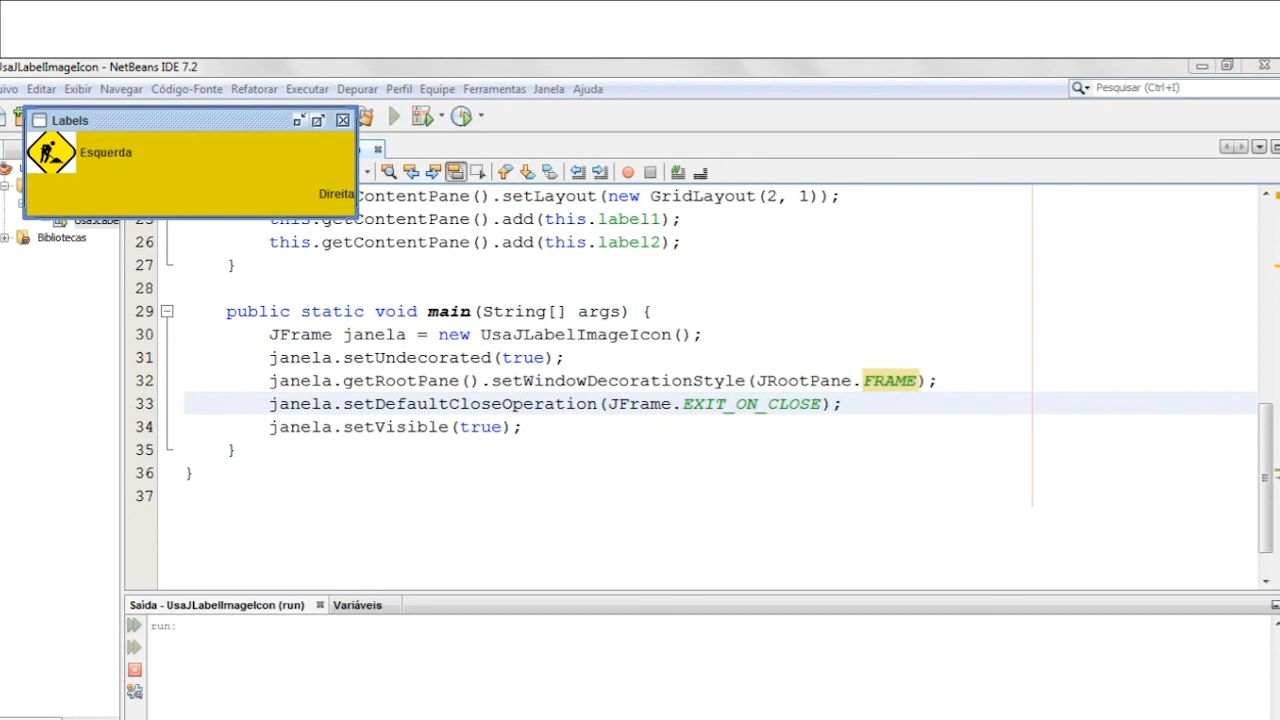 UsaJLabelImageIcon - NetBeans IDE 7.2
Editar Exibir Navegar Código-Fonte Refatorar Executar Depurar Perfil Equipe Ferramentas Janela Ajuda
Pesquisar (Ctrl+I)
Labels
Esquerda
Direita
Bibliotecas
ContentPane().setLayout(new GridLayout(2, 1));
this.getContentPane().add(this.label1);
26 this.getContentPane().add(this.label2);
27 }
28
29 public static void main(String[] args) {
30 JFrame janela = new UsaJLabelImageIcon();
31 janela.setUndecorated(true);
32 janela.getRootPane().setWindowDecorationStyle(JRootPane.FRAME);
33 janela.setDefaultCloseOperation(JFrame.EXIT_ON_CLOSE);
34 janela.setVisible(true);
35 }
36 }
37
Saída - UsaJLabelImageIcon (run) Variáveis
run: